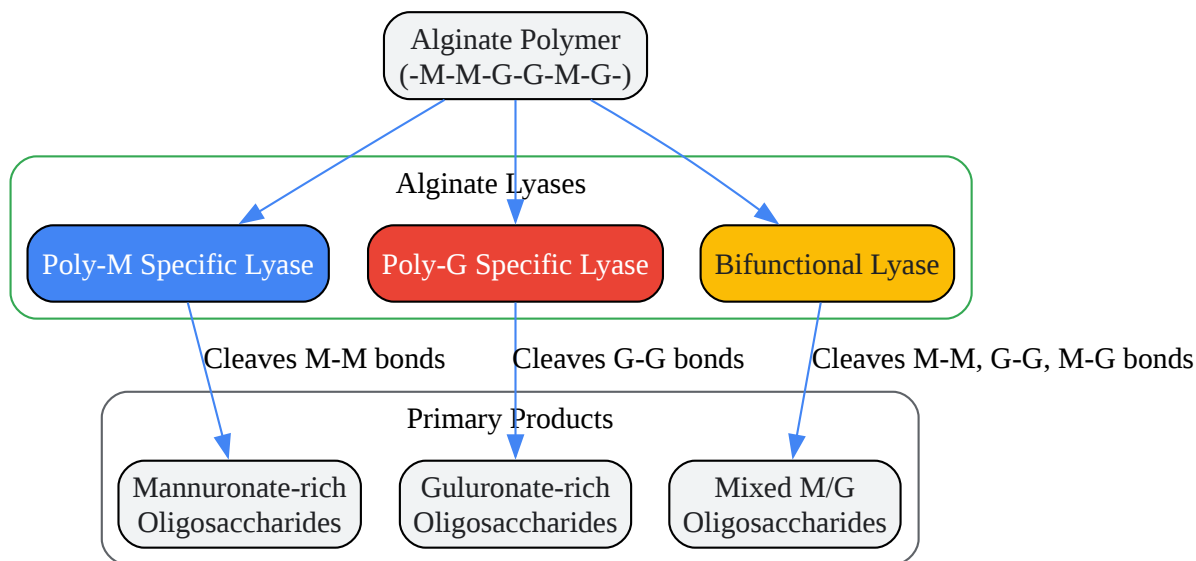 Alginate Polymer
(-M-M-G-G-M-G-)
Alginate Lyases
Poly-M Specific Lyase
Poly-G Specific Lyase
Bifunctional Lyase
Cleaves M-M bonds
Cleaves G-G bonds
Cleaves M-M, G-G, M-G bonds
Primary Products
Mannuronate-rich
Oligosaccharides
Guluronate-rich
Oligosaccharides
Mixed M/G
Oligosaccharides